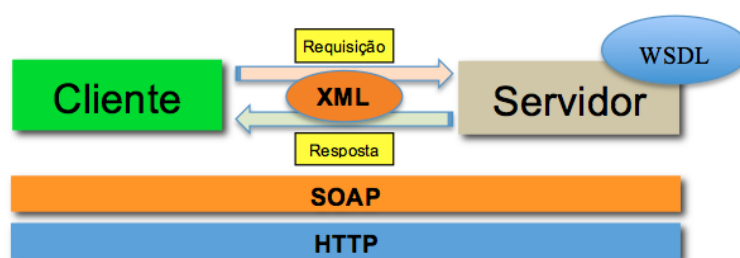 Requisição
WSDL
Cliente
XML
Servidor
Resposta
SOAP
HTTP